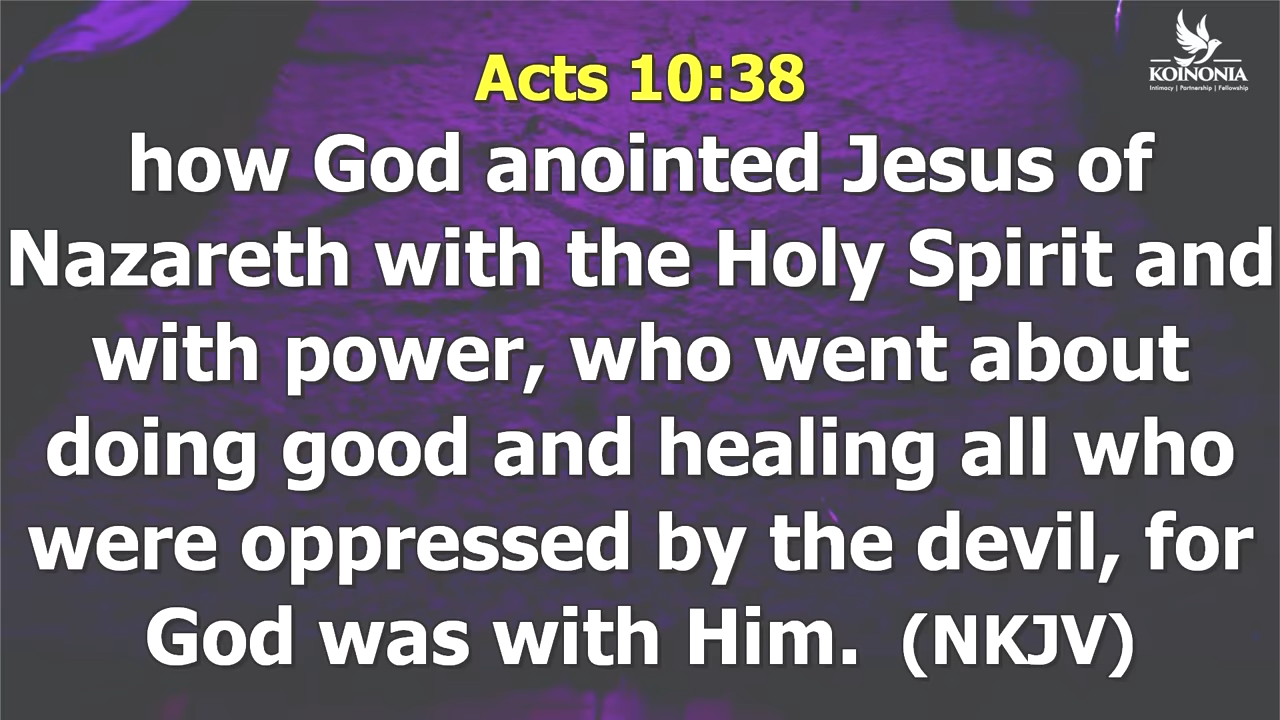 KOINONIA
Intimacy | Partnership | Fellowship
Acts 10:38
how God anointed Jesus of
Nazareth with the Holy Spirit and
with power, who went about
doing good and healing all who
were oppressed by the devil, for
God was with Him. (NKJV)